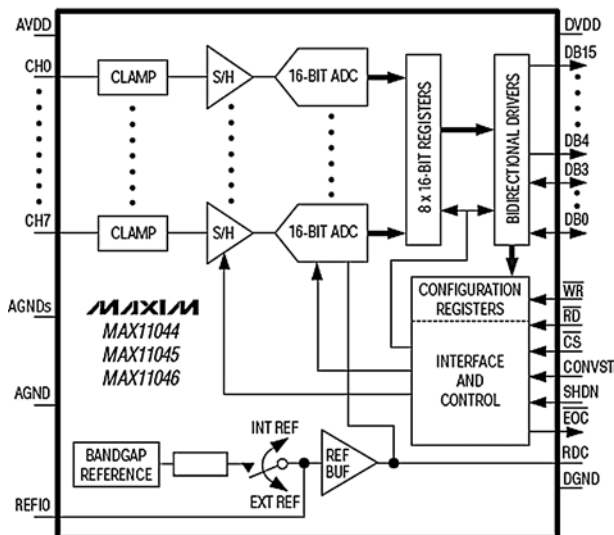 AVDD
DVDD
CH0
CLAMP
S/H
16-BIT ADC
8 x 16-BIT REGISTERS
BIDIRECTIONAL DRIVERS
DB15
DB4
DB3
DB0
CH7
CLAMP
S/H
16-BIT ADC
AGNDs
MAXIM
MAX11044
MAX11045
MAX11046
CONFIGURATION
REGISTERS
INTERFACE
AND
CONTROL
WR
RD
CS
CONVST
SHDN
EOC
AGND
BANDGAP
REFERENCE
INT REF
EXT REF
REF
BUF
RDC
DGND
REFIO